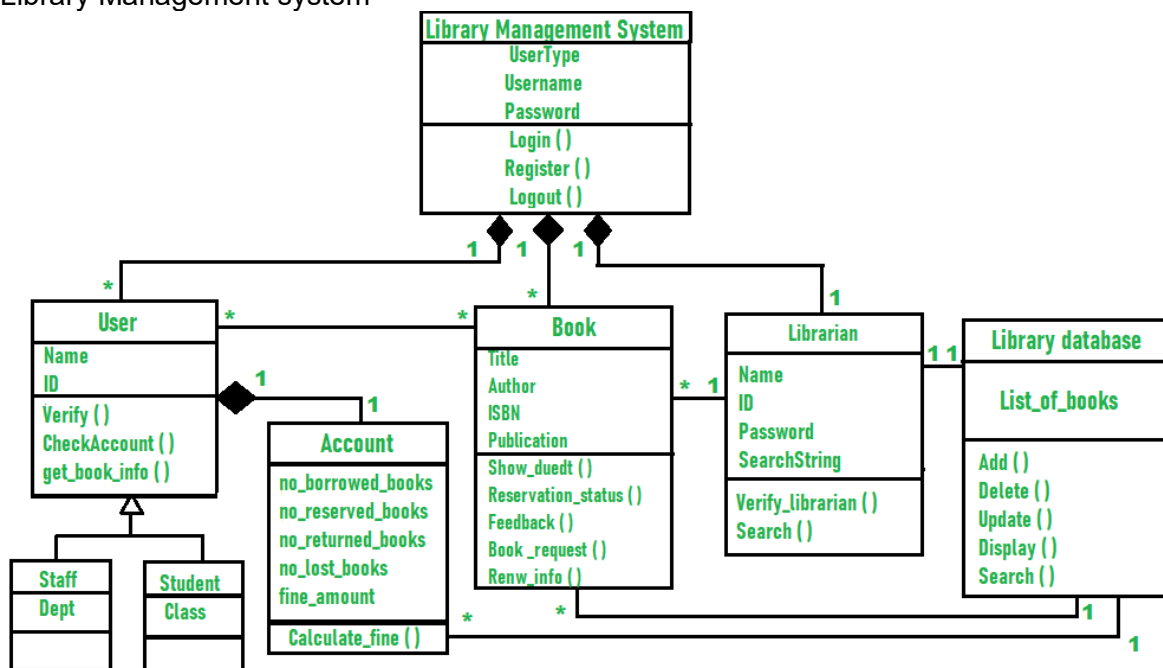 Library Management system
Library Management System
UserType
Username
Password
Login ( )
Register ( )
Logout ( )
1
1
1
*
*
1
User
Name
ID
Verify ( )
CheckAccount ( )
get_book_info ( )
*
*
1
1
Book
Title
Author
ISBN
Publication
Show_duedt ( )
Reservation_status ( )
Feedback ( )
Book _request ( )
Renw_info ( )
*
1
Librarian
Name
ID
Password
SearchString
Verify_librarian ( )
Search ( )
1
1
Library database
List_of_books
Add ( )
Delete ( )
Update ( )
Display ( )
Search ( )
Account
no_borrowed_books
no_reserved_books
no_returned_books
no_lost_books
fine_amount
Calculate_fine ( )
Staff
Dept
Student
Class
*
1
*
1